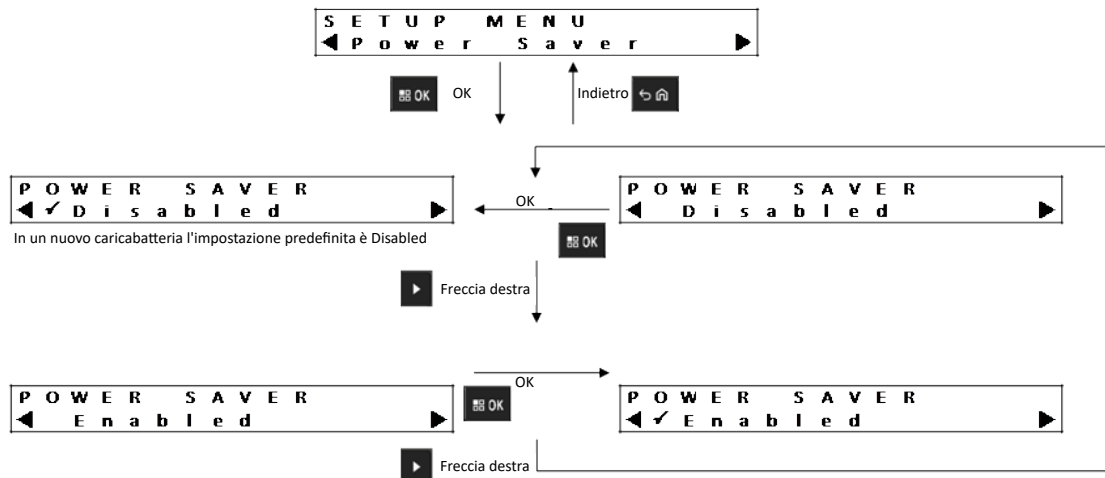 SETUP MENU
◀Power Saver ▶
OK OK
Indietro
POWER SAVER
◀✓Disabled ▶
OK
POWER SAVER
◀ Disabled ▶
In un nuovo caricabatteria l'impostazione predefinita è Disabled
OK
Freccia destra
POWER SAVER
◀ Enabled ▶
OK
OK
POWER SAVER
◀✓Enabled ▶
Freccia destra